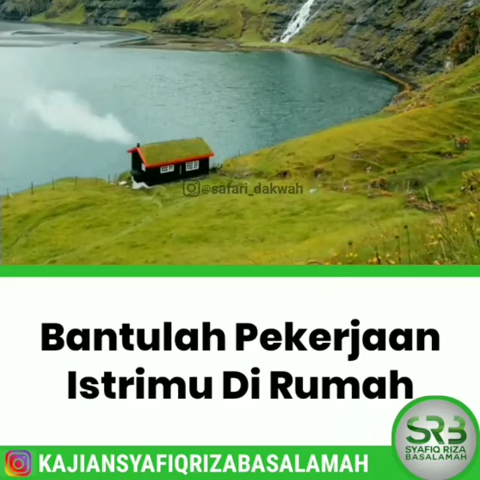 @safari_dakwah
Bantulah Pekerjaan
Istrimu Di Rumah
SRB
SYAFIQ RIZA
BASALAMAH
KAJIANSYAFIQRIZABASALAMAH